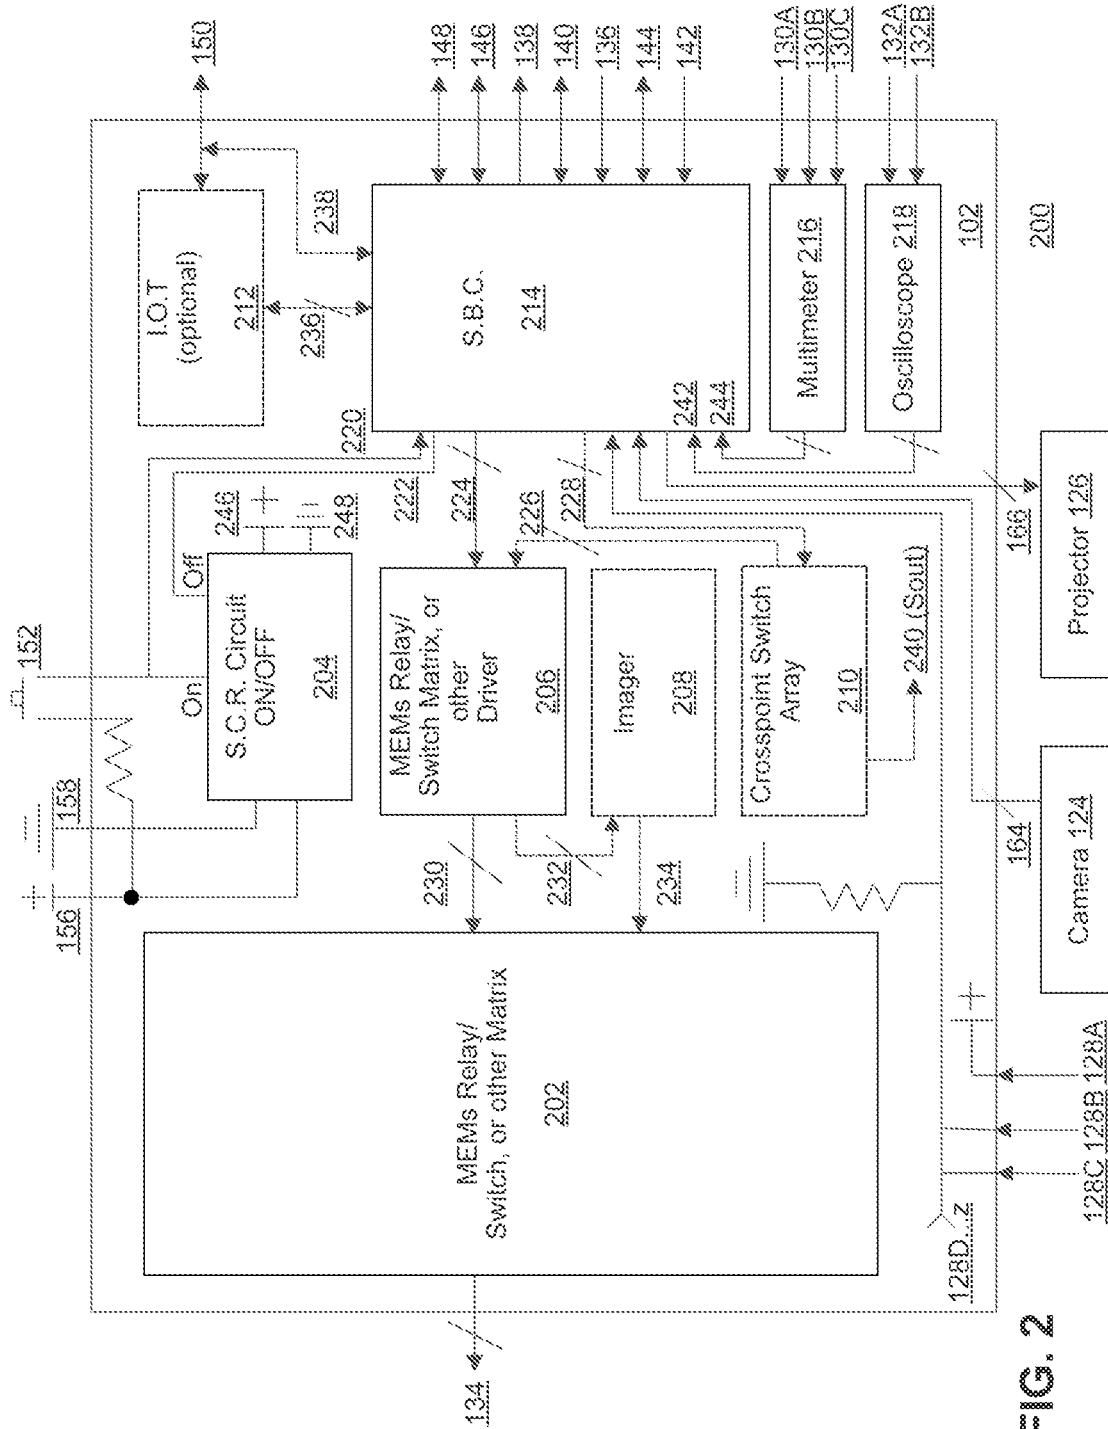 134
MEMs Relay/
Switch, or other Matrix
202
156
158
152
On
Off
S.C.R. Circuit
ON/OFF
204
246
+
248
220
222
224
226
228
230
232
234
MEMs Relay/
Switch Matrix, or
other
Driver
206
Imager
208
Crosspoint Switch
Array
210
240 (Sout)
I.O.T
(optional)
212
150
238
236
S.B.C.
214
242
244
148
146
138
140
136
144
142
Multimeter 216
130A
130B
130C
Oscilloscope 218
132A
132B
102
200
128D...z
128C 128B 128A
+
164
Camera 124
166
Projector 126
FIG. 2